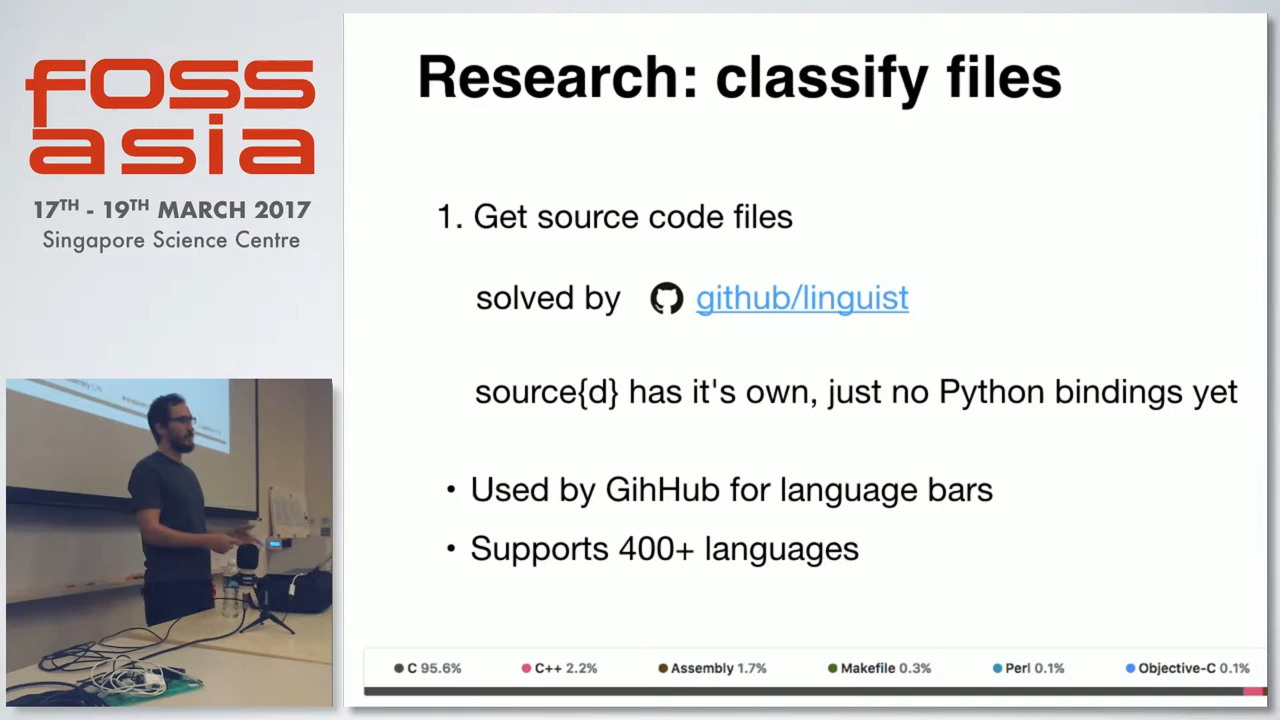 foss
asia
17TH - 19TH MARCH 2017
Singapore Science Centre
Research: classify files
1. Get source code files
solved by github/linguist
source{d} has it's own, just no Python bindings yet
• Used by GihHub for language bars
• Supports 400+ languages
C 95.6% C++ 2.2% Assembly 1.7% Makefile 0.3% Perl 0.1% Objective-C 0.1%